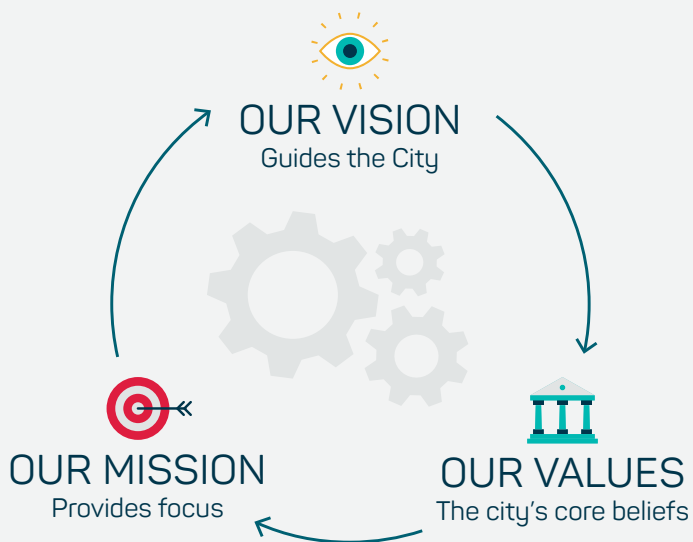 OUR VISION
Guides the City
OUR MISSION
Provides focus
OUR VALUES
The city's core beliefs